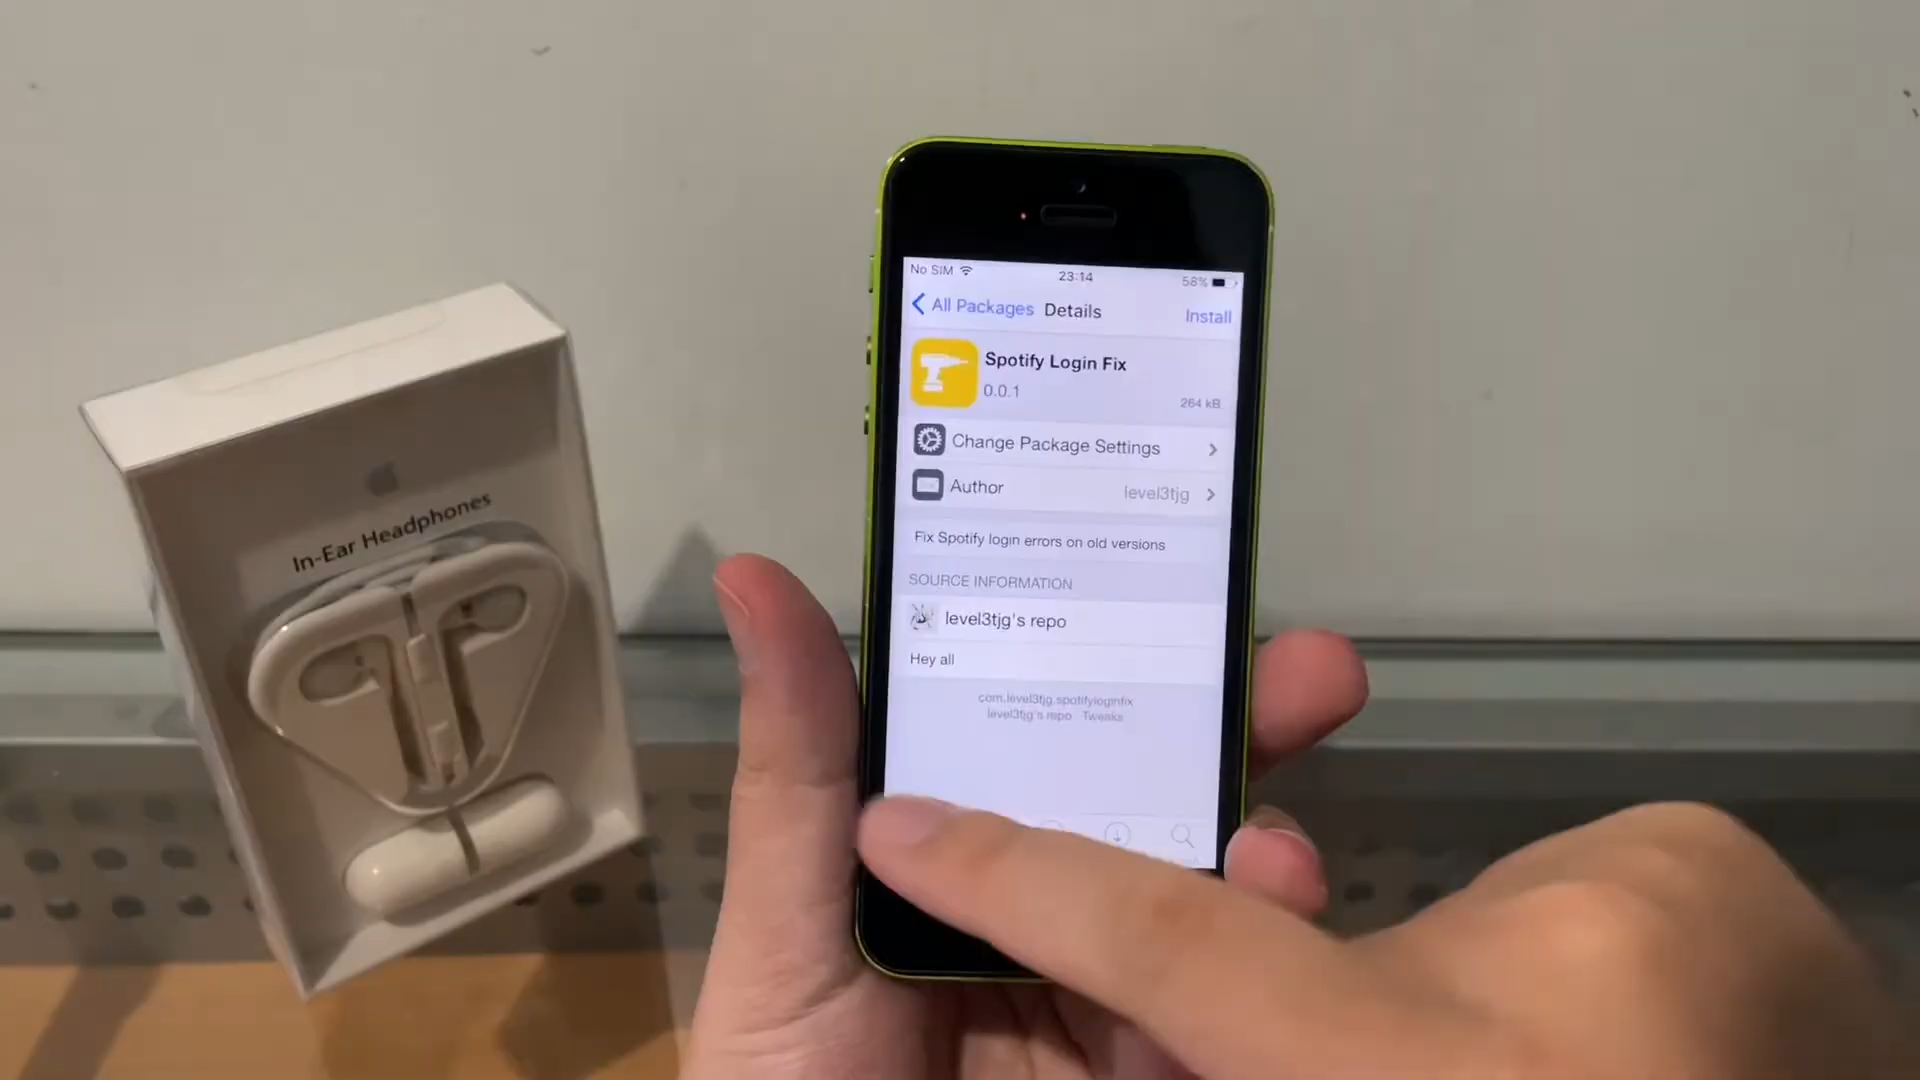 In-Ear Headphones
No SIM 23:14 58%
All Packages Details Install
Spotify Login Fix
0.0.1
264 kB
Change Package Settings
Author level3tjg
Fix Spotify login errors on old versions
SOURCE INFORMATION
level3tjg's repo
Hey all
com.level3tjg.spotifyloginfix
level3tjg's repo Tweaks